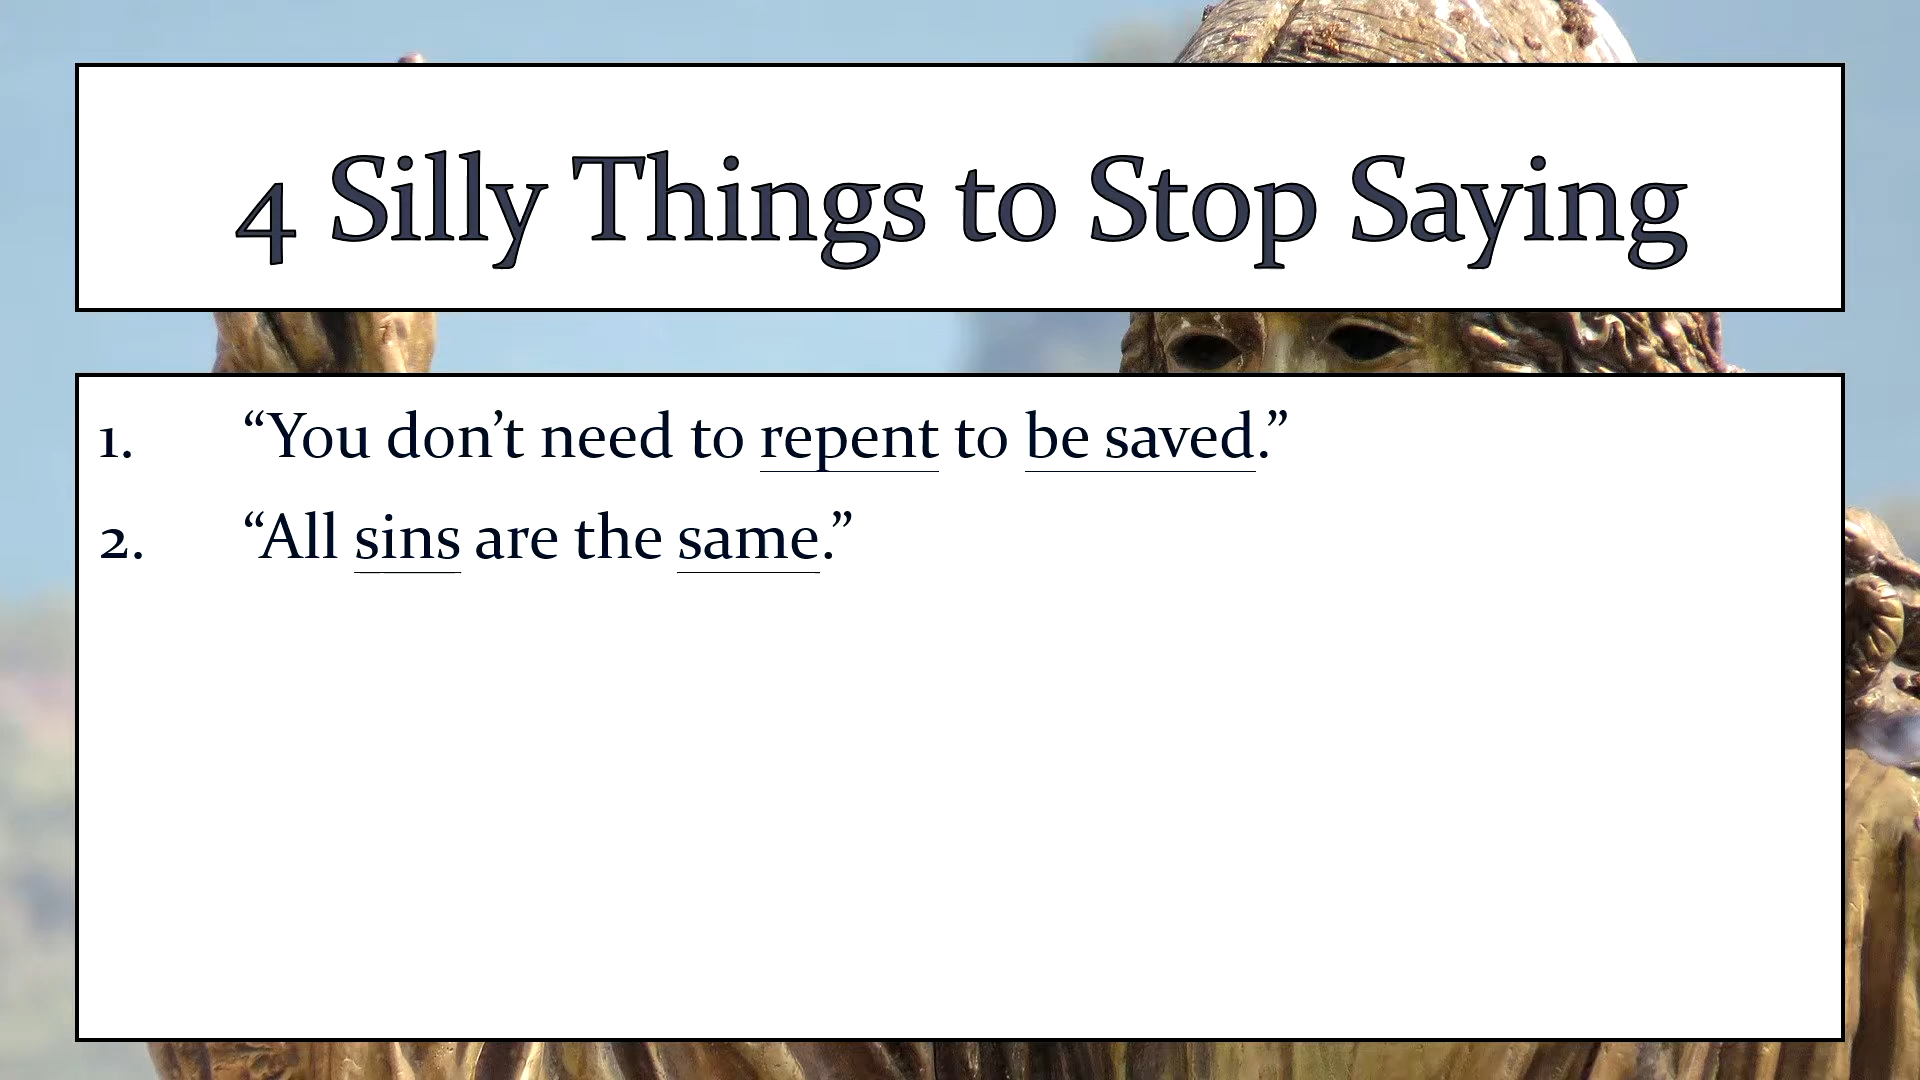 4 Silly Things to Stop Saying
1. “You don’t need to repent to be saved.”
2. “All sins are the same.”